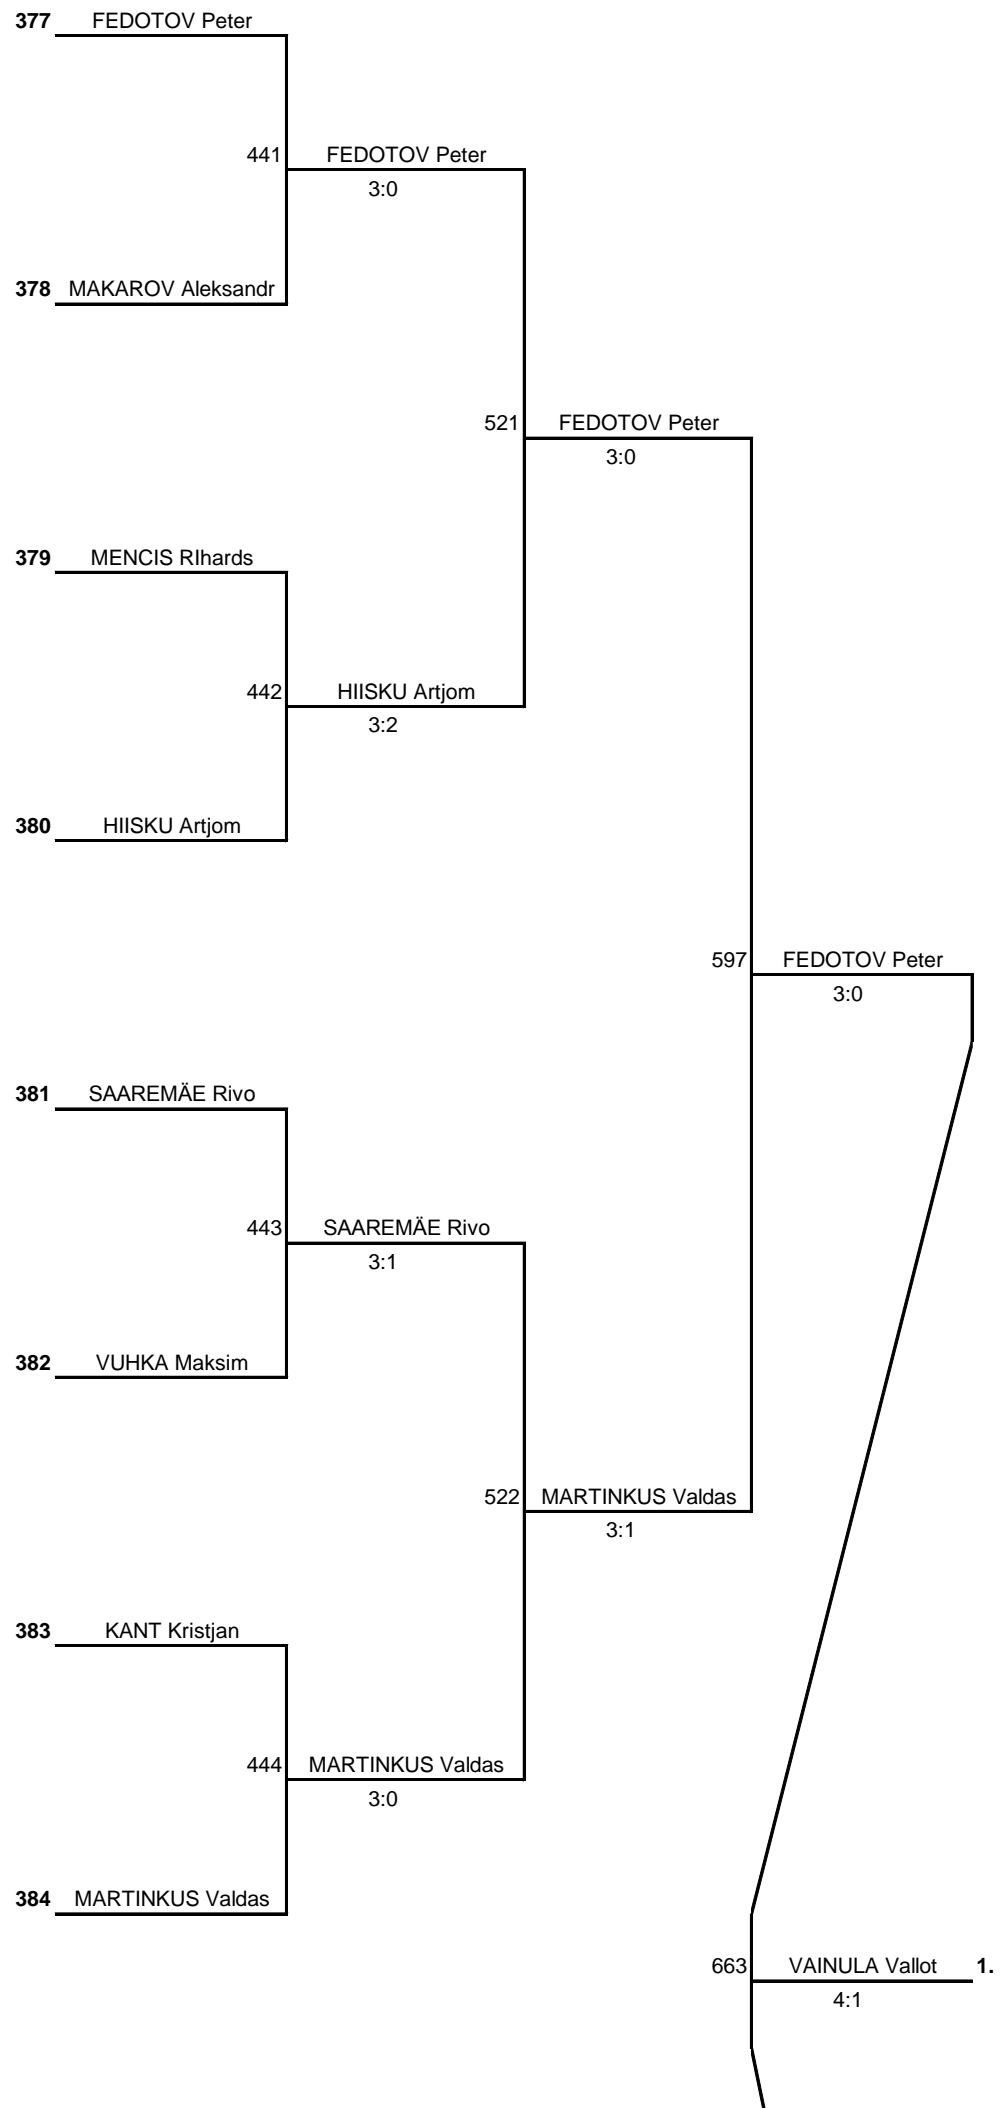 377 FEDOTOV Peter
441 FEDOTOV Peter
3:0
378 MAKAROV Aleksandr
521 FEDOTOV Peter
3:0
379 MENCIS RIhards
442 HIISKU Artjom
3:2
380 HIISKU Artjom
597 FEDOTOV Peter
3:0
381 SAAREMÄE Rivo
443 SAAREMÄE Rivo
3:1
382 VUHKA Maksim
522 MARTINKUS Valdas
3:1
383 KANT Kristjan
444 MARTINKUS Valdas
3:0
384 MARTINKUS Valdas
663 VAINULA Vallot 1.
4:1